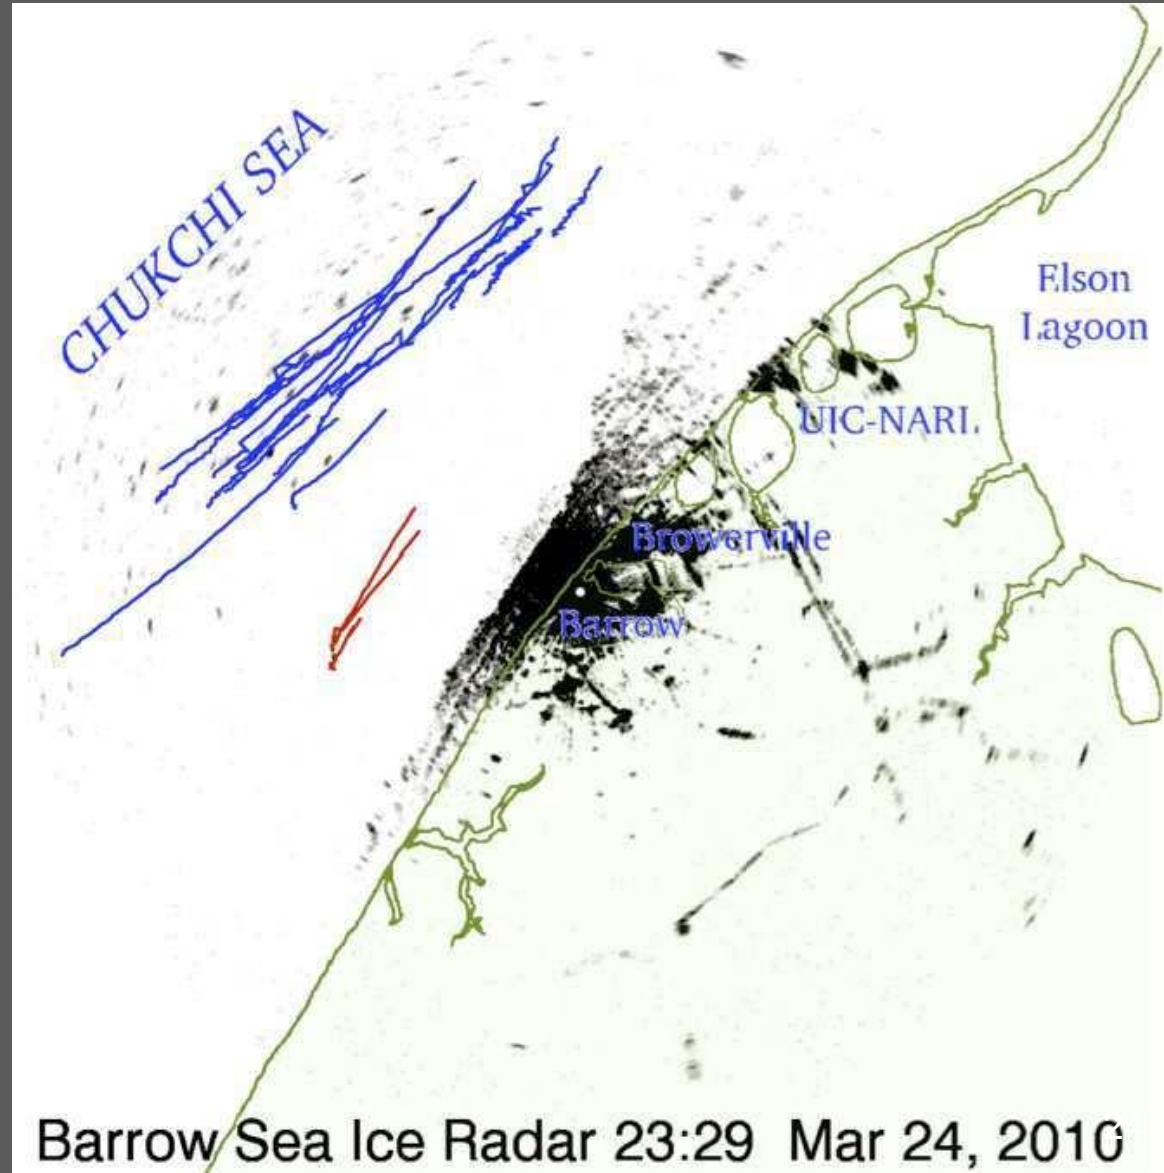 CHUKCHI SEA
Elson
Lagoon
UIC-NARL
Browerville
Barrow
Barrow Sea Ice Radar 23:29 Mar 24, 2010